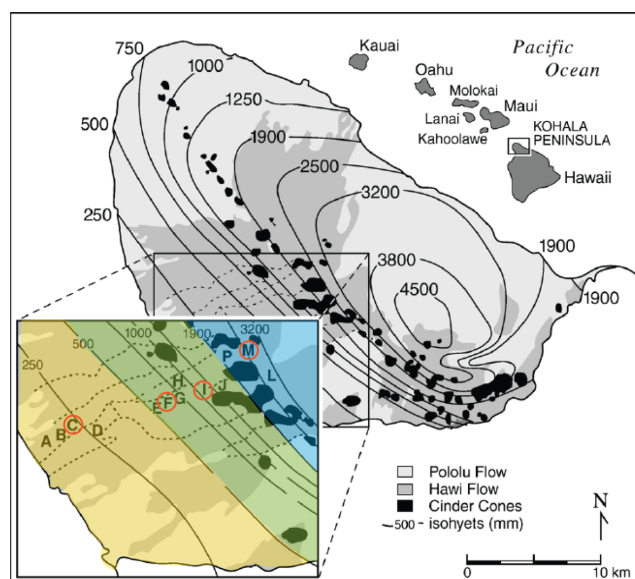 Pacific
Ocean
Kauai
Oahu
Molokai
Maui
Lanai
Kahoolawe
KOHALA
PENINSULA
Hawaii
750
1000
500
1250
1900
2500
250
3200
3800
1900
4500
1900
1000
1900
3200
500
250
P M
L
H I J
E F G
A B C D
Pololu Flow
Hawi Flow
Cinder Cones
500 isohyets (mm)
N
0 10 km